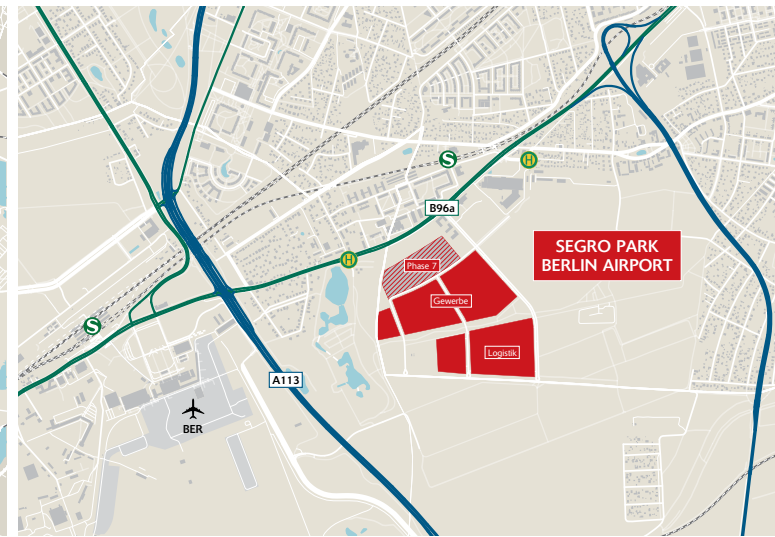 S
H
B96a
SEGRO PARK
BERLIN AIRPORT
H
Phase 7
Gewerbe
S
Logistik
A113
BER